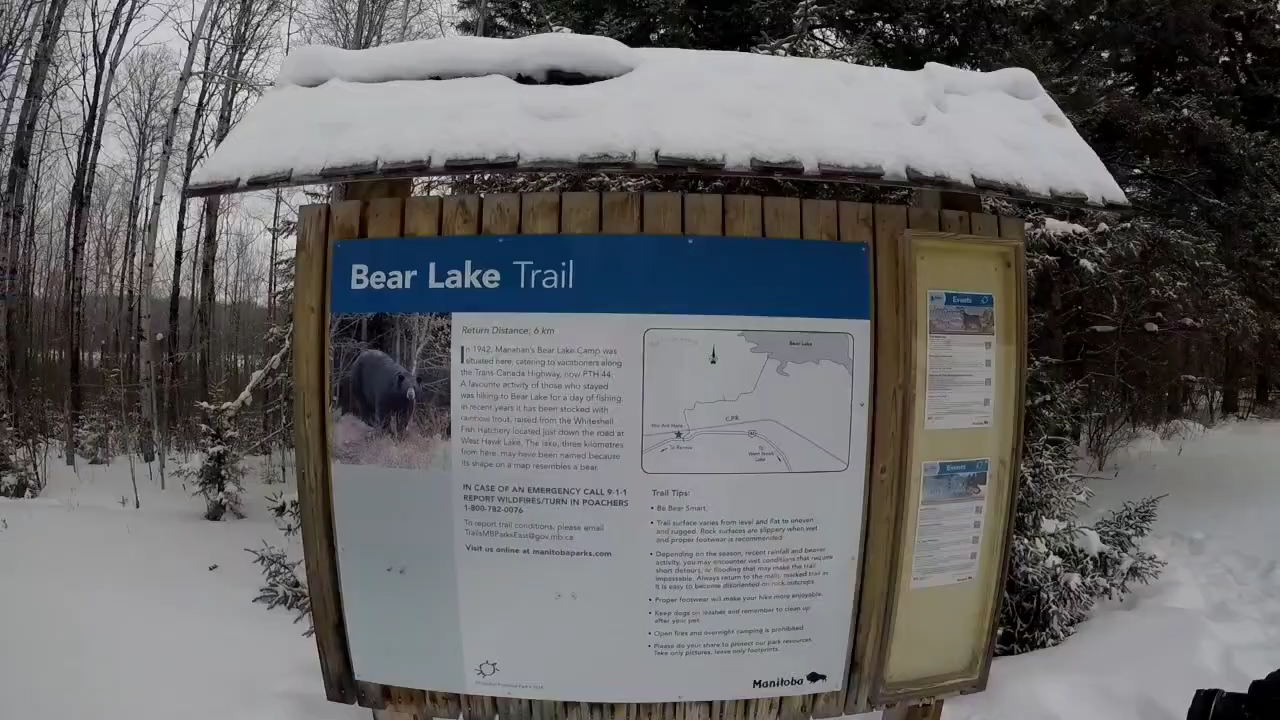 Bear Lake Trail
Return Distance: 6 km
In 1942, Manahan's Bear Lake Camp was
situated here, catering to vacationers along
the Trans-Canada Highway, now PTH 44.
A favourite activity of those who stayed
was hiking to Bear Lake for a day of fishing.
In recent years it has been stocked with
rainbow trout, raised from the Whiteshell
Fish Hatchery located just down the road at
West Hawk Lake. The lake, three kilometres
from here, may have been named because
its shape on a map resembles a bear.
IN CASE OF AN EMERGENCY CALL 9-1-1
REPORT WILDFIRES/TURN IN POACHERS
1-800-782-0076
To report trail conditions, please email
TrailsMBParksEast@gov.mb.ca
Visit us online at manitobaparks.com
Bear Lake
C.P.R.
You Are Here
To Rennie
44
To
West Hawk
Lake
Trail Tips:
• Be Bear Smart.
• Trail surface varies from level and flat to uneven
and rugged. Rock surfaces are slippery when wet
and proper footwear is recommended.
• Depending on the season, recent rainfall and beaver
activity, you may encounter wet conditions that require
short detours, or flooding that may make the trail
impassable. Always return to the main, marked trail as
it is easy to become disoriented on rock outcrops.
• Proper footwear will make your hike more enjoyable.
• Keep dogs on leashes and remember to clean up
after your pet.
• Open fires and overnight camping is prohibited.
• Please do your share to protect our park resources.
Take only pictures, leave only footprints.
Manitoba
Events
Events